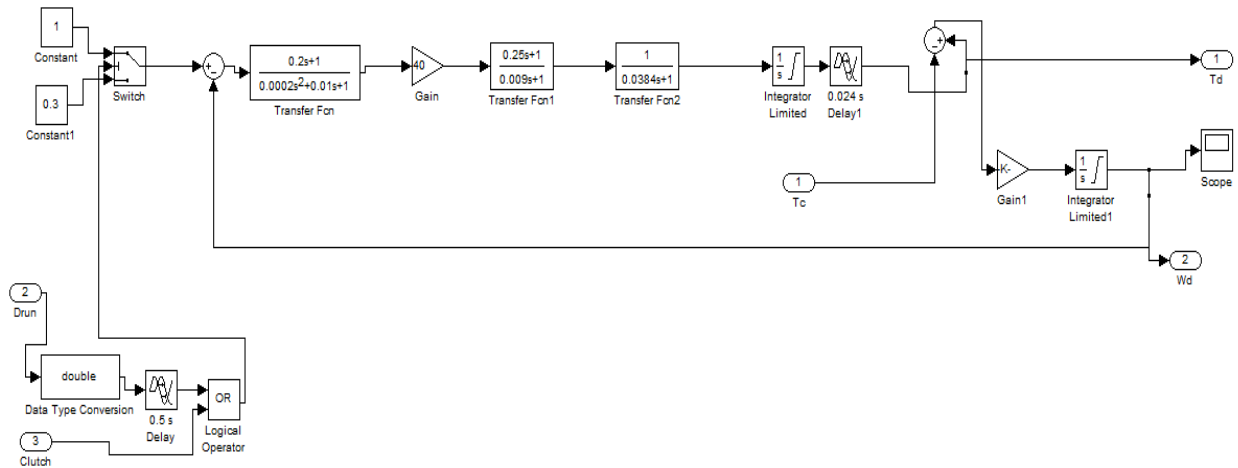 1
Constant
0.3
Constant1
Switch
+
−
0.2s+1
0.0002s2+0.01s+1
Transfer Fcn
40
Gain
0.25s+1
0.009s+1
Transfer Fcn1
1
0.0384s+1
Transfer Fcn2
1
s
Integrator
Limited
0.024 s
Delay1
−
+
1
Td
1
Tc
-K-
Gain1
1
s
Integrator
Limited1
Scope
2
Wd
2
Drun
double
Data Type Conversion
0.5 s
Delay
OR
Logical
Operator
3
Clutch